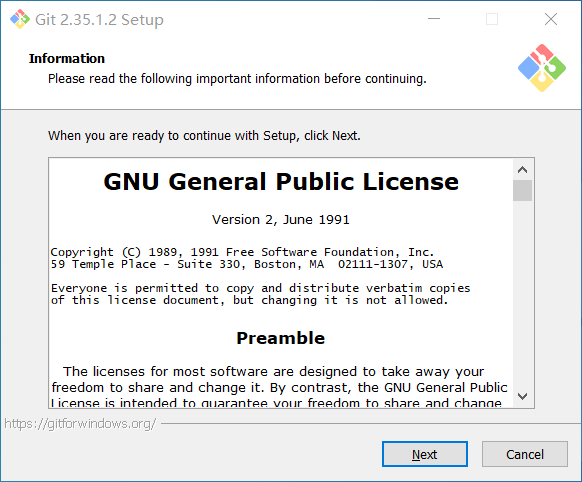 Git 2.35.1.2 Setup
Information
Please read the following important information before continuing.
When you are ready to continue with Setup, click Next.
GNU General Public License
Version 2, June 1991
Copyright (C) 1989, 1991 Free Software Foundation, Inc.
59 Temple Place - Suite 330, Boston, MA  02111-1307, USA
Everyone is permitted to copy and distribute verbatim copies
of this license document, but changing it is not allowed.
Preamble
The licenses for most software are designed to take away your
freedom to share and change it. By contrast, the GNU General Public
License is intended to guarantee your freedom to share and change
https://gitforwindows.org/
Next
Cancel